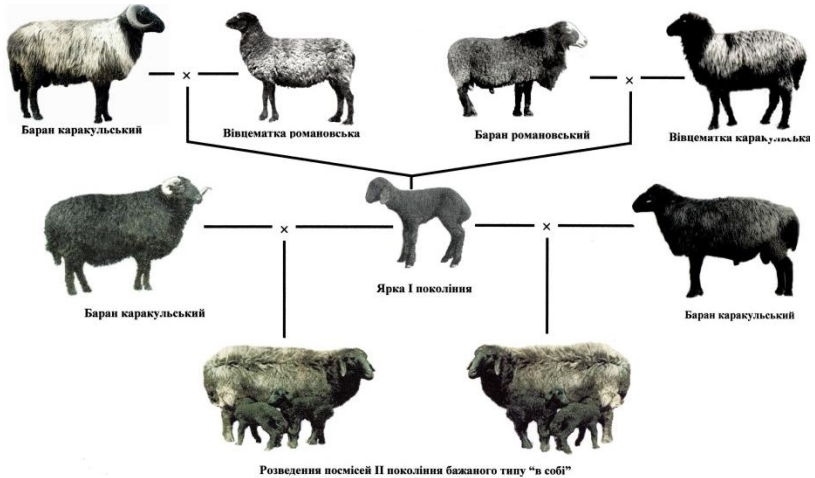 Баран каракульський
Вівцематка романовська
Баран романовський
Вівцематка каракульська
Ярка І покоління
Баран каракульський
Баран каракульський
Розведення посмісей ІІ покоління бажаного типу “в собі”